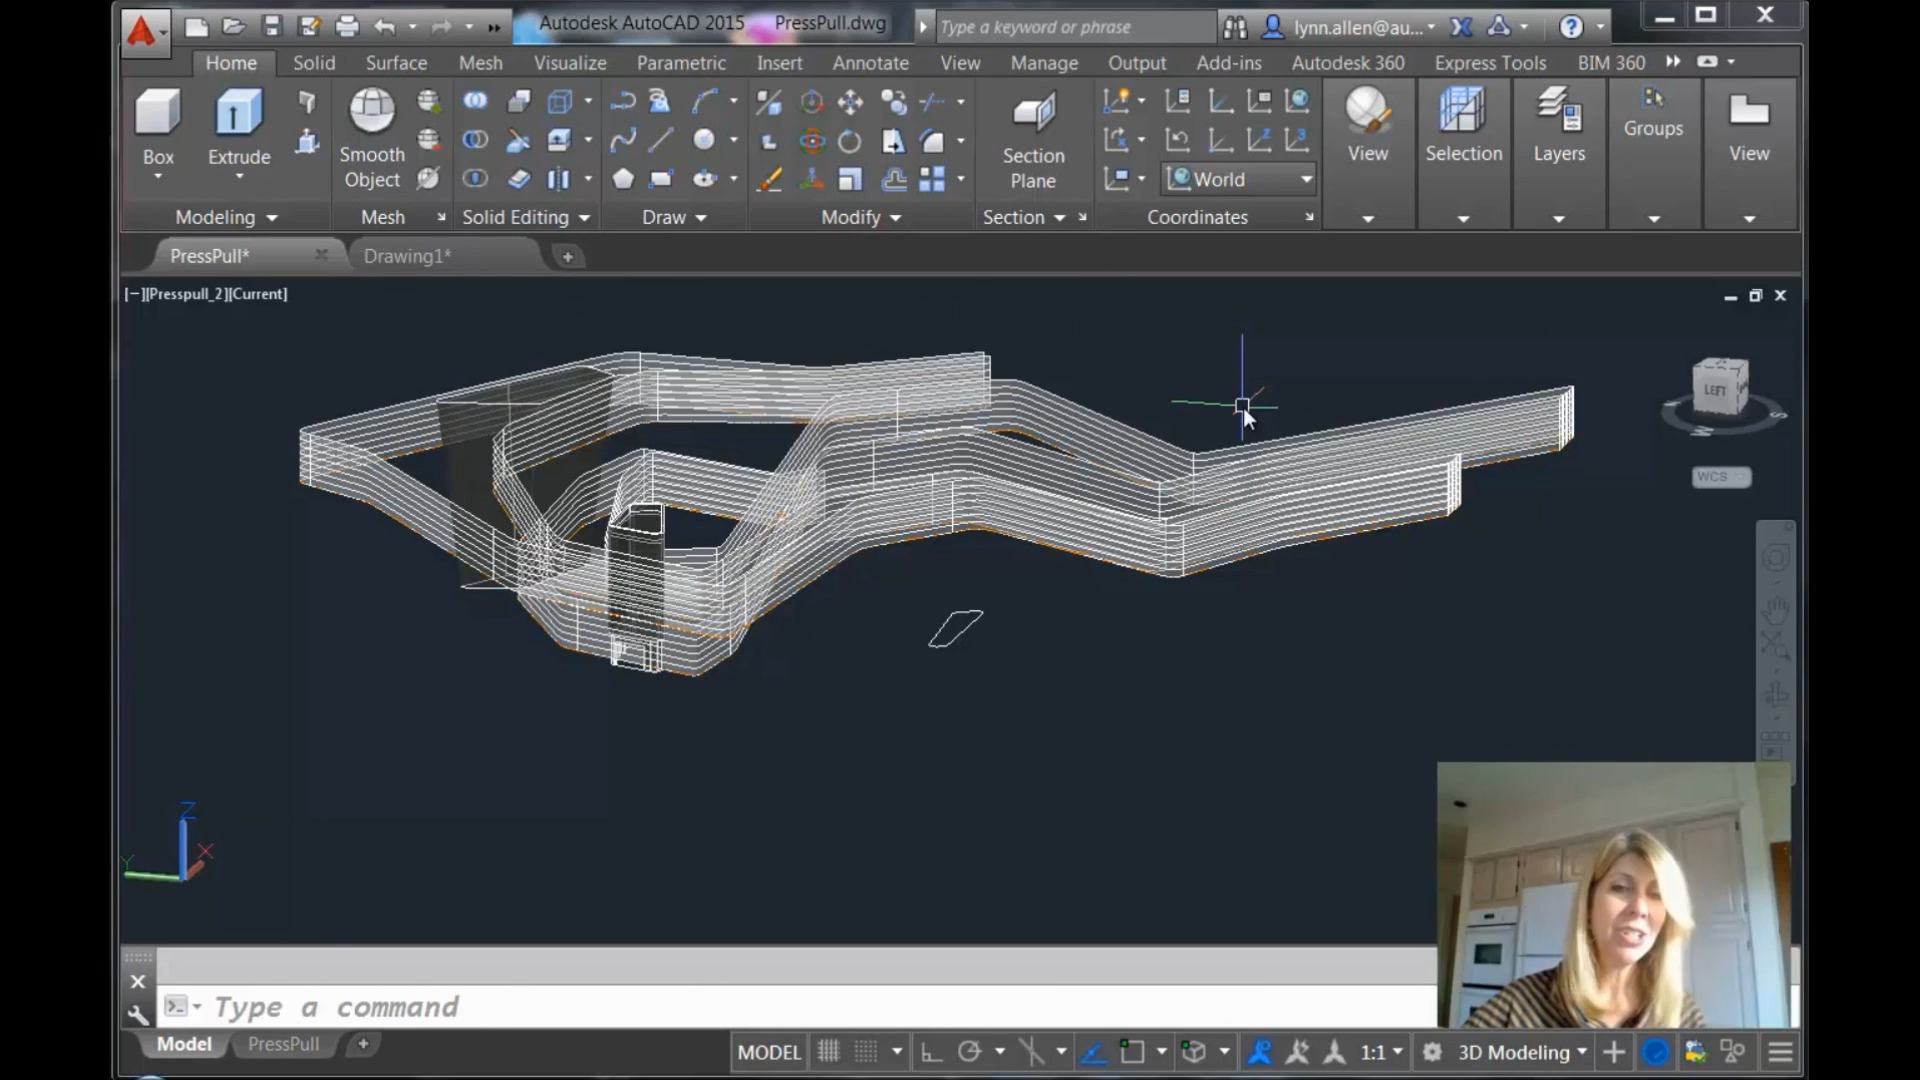 Autodesk AutoCAD 2015 PressPull.dwg
Type a keyword or phrase
lynn.allen@au...
Home Solid Surface Mesh Visualize Parametric Insert Annotate View Manage Output Add-ins Autodesk 360 Express Tools BIM 360
Box Extrude Smooth Object Section Plane World View Selection Layers Groups View
Modeling Mesh Solid Editing Draw Modify Section Coordinates
PressPull* Drawing1*
[−][Presspull_2][Current]
LEFT
WCS
Z
Y X
Type a command
Model PressPull
MODEL 1:1 3D Modeling